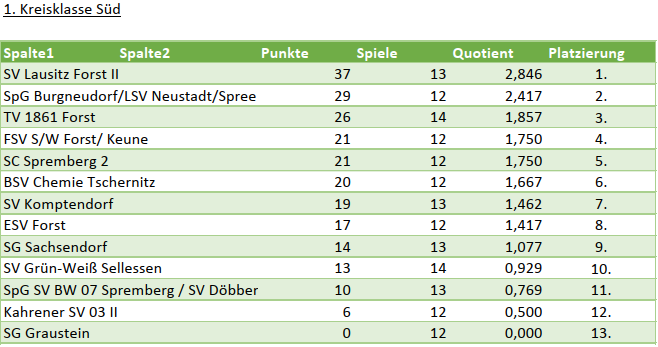 1. Kreisklasse Süd
Spalte1 Spalte2 Punkte Spiele Quotient Platzierung
SV Lausitz Forst II 37 13 2,846 1.
SpG Burgneudorf/LSV Neustadt/Spree 29 12 2,417 2.
TV 1861 Forst 26 14 1,857 3.
FSV S/W Forst/ Keune 21 12 1,750 4.
SC Spremberg 2 21 12 1,750 5.
BSV Chemie Tschernitz 20 12 1,667 6.
SV Komptendorf 19 13 1,462 7.
ESV Forst 17 12 1,417 8.
SG Sachsendorf 14 13 1,077 9.
SV Grün-Weiß Sellessen 13 14 0,929 10.
SpG SV BW 07 Spremberg / SV Döbber 10 13 0,769 11.
Kahrener SV 03 II 6 12 0,500 12.
SG Graustein 0 12 0,000 13.